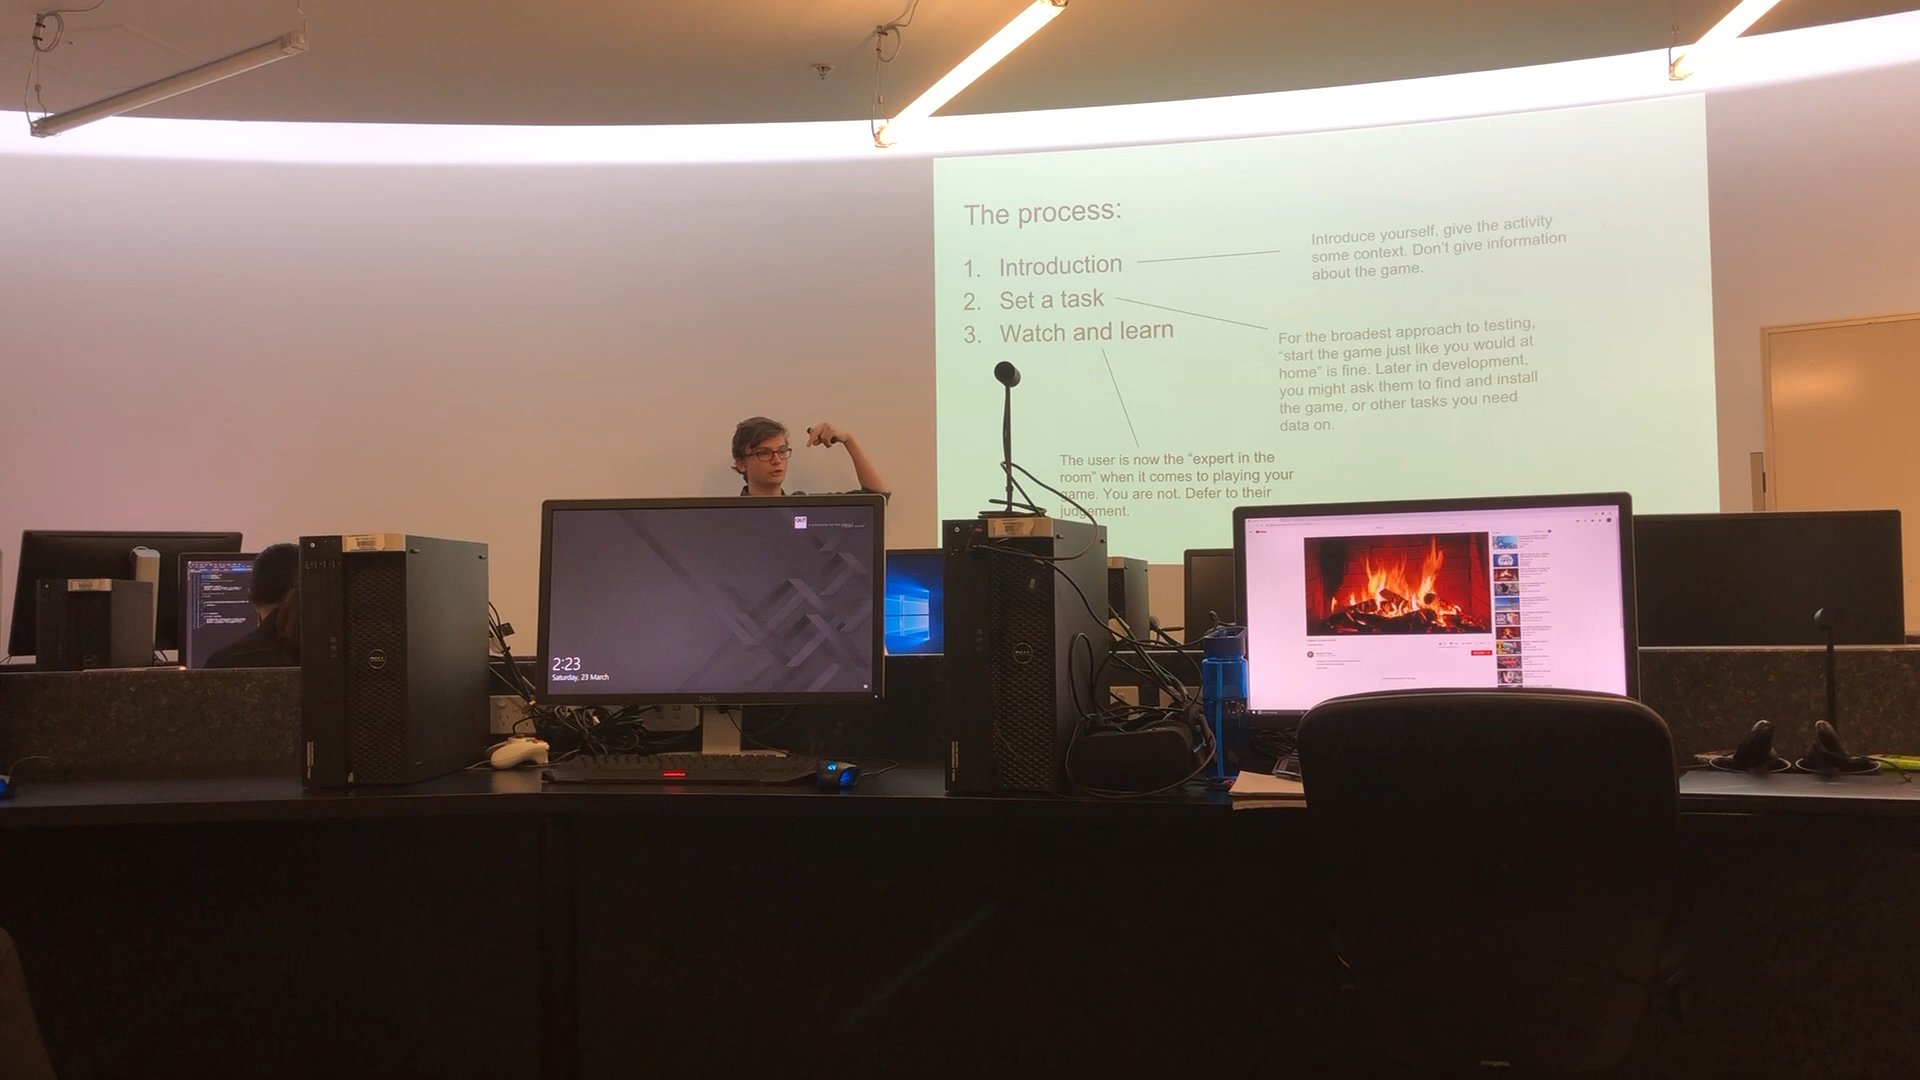 The process:
1. Introduction
2. Set a task
3. Watch and learn
Introduce yourself, give the activity
some context. Don't give information
about the game.
For the broadest approach to testing,
"start the game just like you would at
home" is fine. Later in development,
you might ask them to find and install
the game, or other tasks you need
data on.
The user is now the "expert in the
room" when it comes to playing your
game. You are not. Defer to their
judgement.
2:23
Saturday, 23 March
QUT
DELL
DELL
DELL